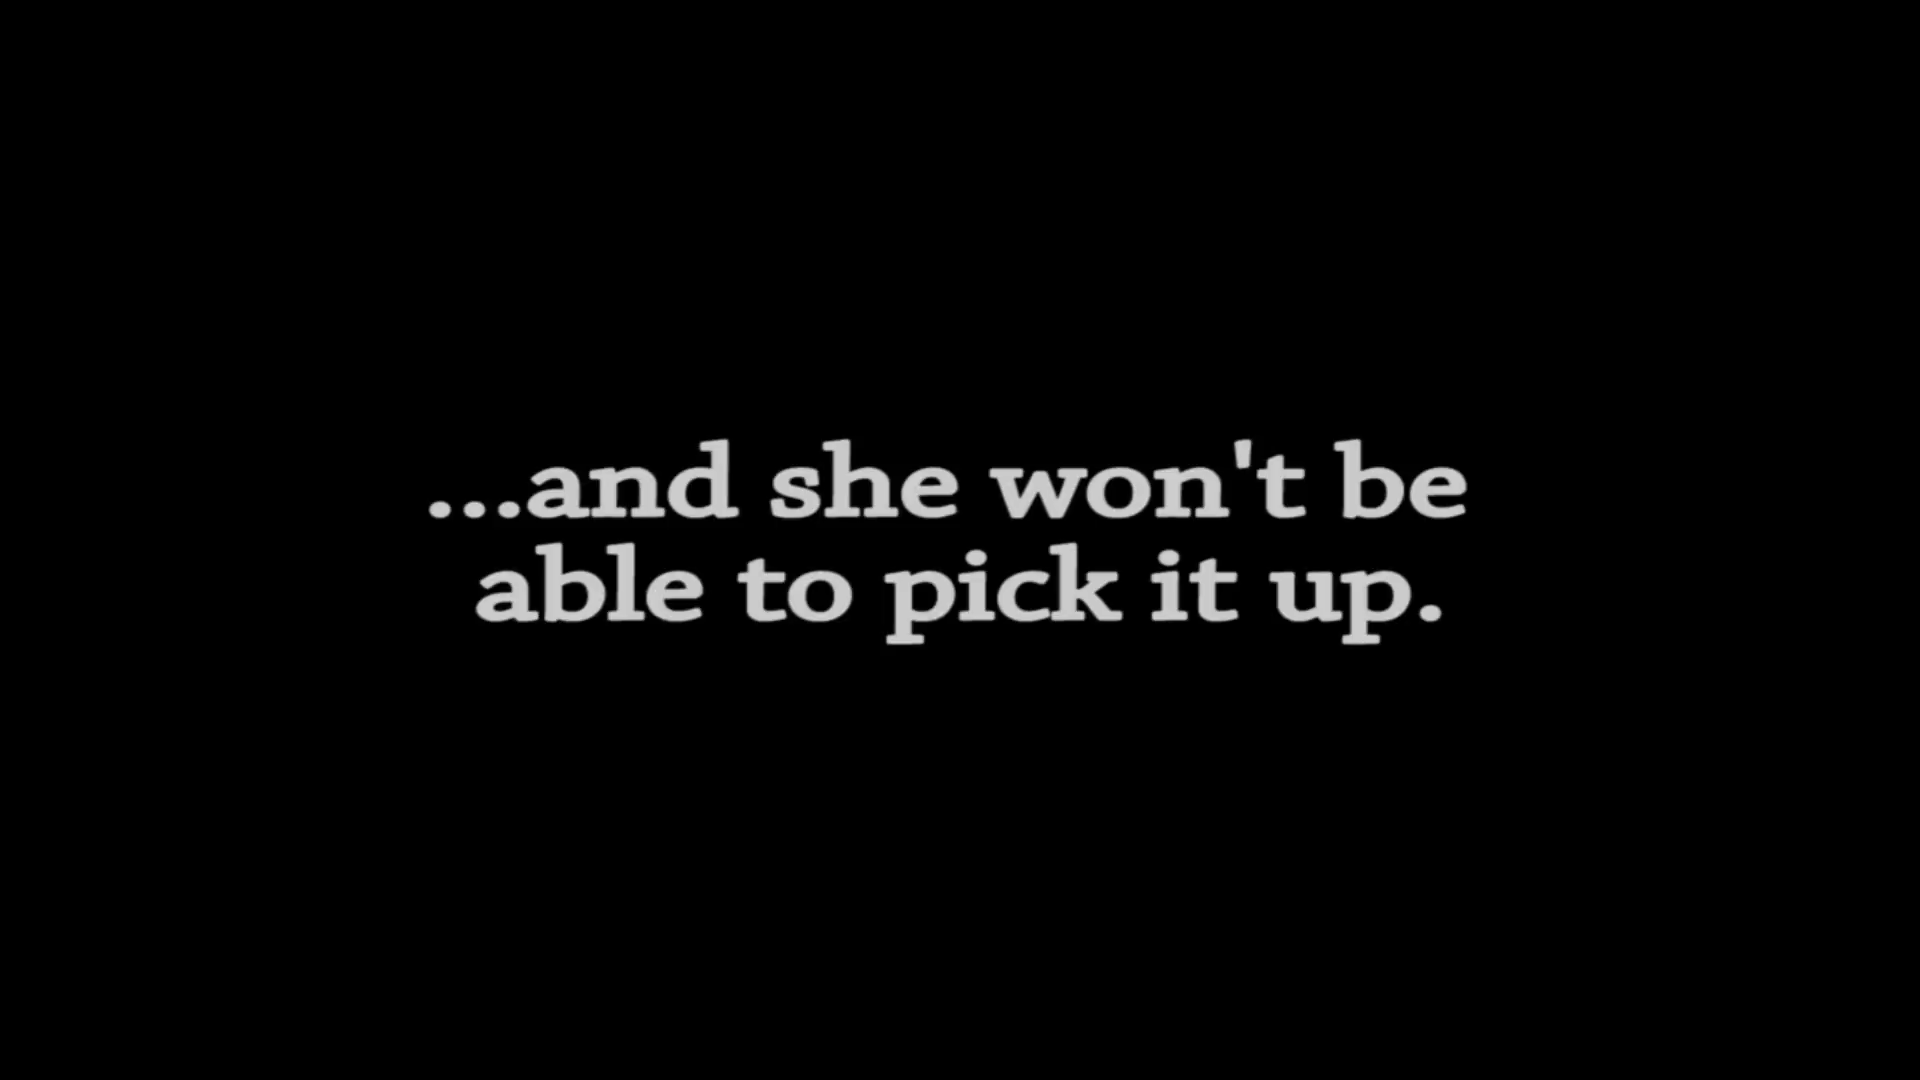 ...and she won't be
able to pick it up.